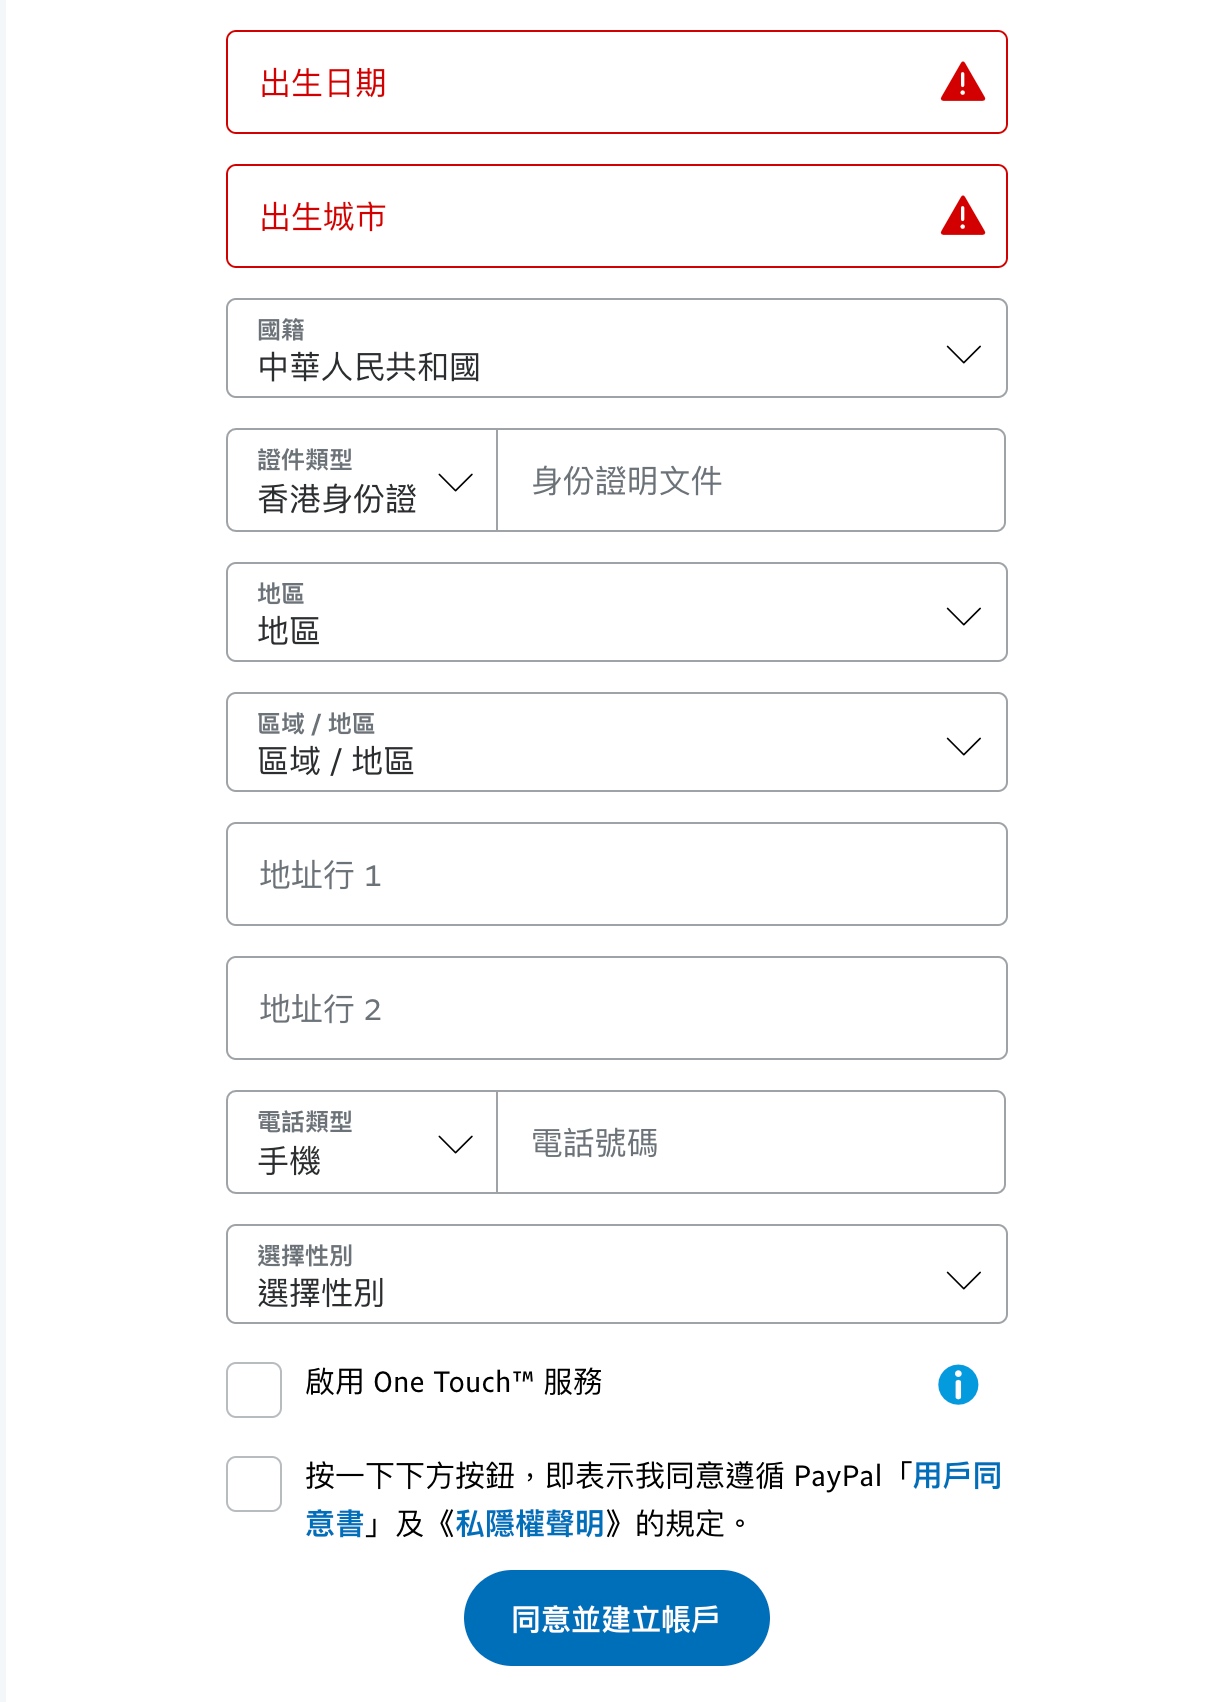 出生日期
出生城市
國籍
中華人民共和國
證件類型
香港身份證
身份證明文件
地區
地區
區域 / 地區
區域 / 地區
地址行 1
地址行 2
電話類型
手機
電話號碼
選擇性別
選擇性別
啟用 One Touch™ 服務
按一下下方按鈕，即表示我同意遵循 PayPal「用戶同
意書」及《私隱權聲明》的規定。
同意並建立帳戶